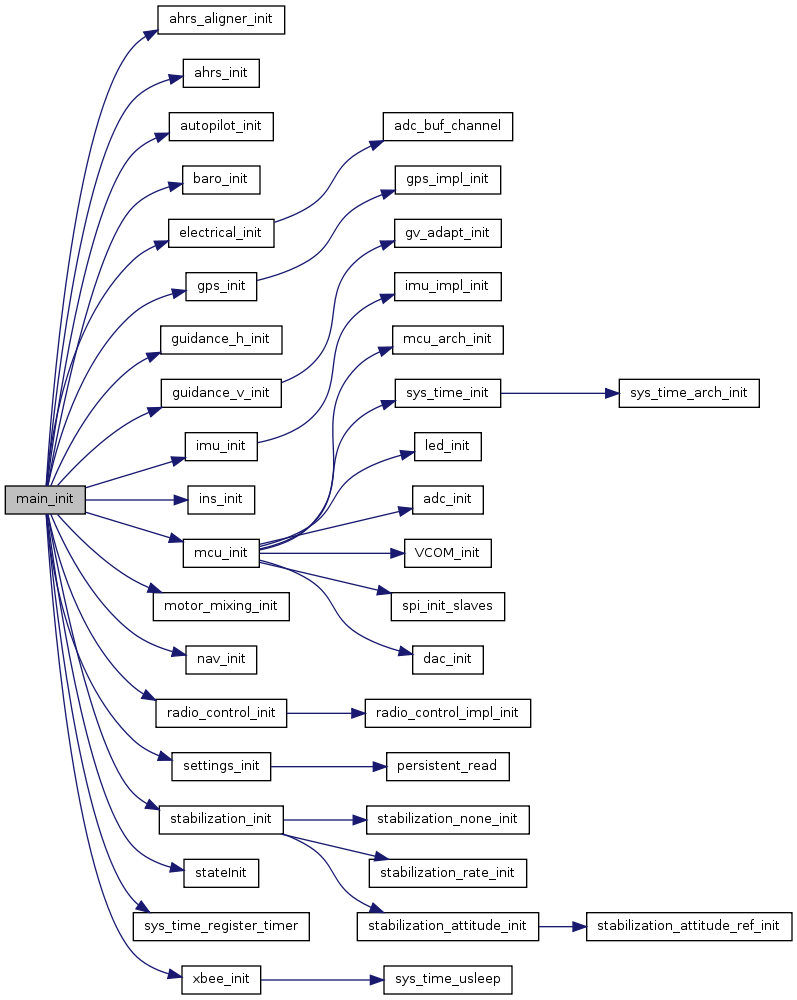 ahrs_aligner_init
ahrs_init
autopilot_init
adc_buf_channel
baro_init
gps_impl_init
electrical_init
gv_adapt_init
gps_init
imu_impl_init
guidance_h_init
mcu_arch_init
guidance_v_init
sys_time_init
sys_time_arch_init
imu_init
led_init
main_init
ins_init
adc_init
mcu_init
VCOM_init
motor_mixing_init
spi_init_slaves
nav_init
dac_init
radio_control_init
radio_control_impl_init
settings_init
persistent_read
stabilization_init
stabilization_none_init
stateInit
stabilization_rate_init
sys_time_register_timer
stabilization_attitude_init
stabilization_attitude_ref_init
xbee_init
sys_time_usleep